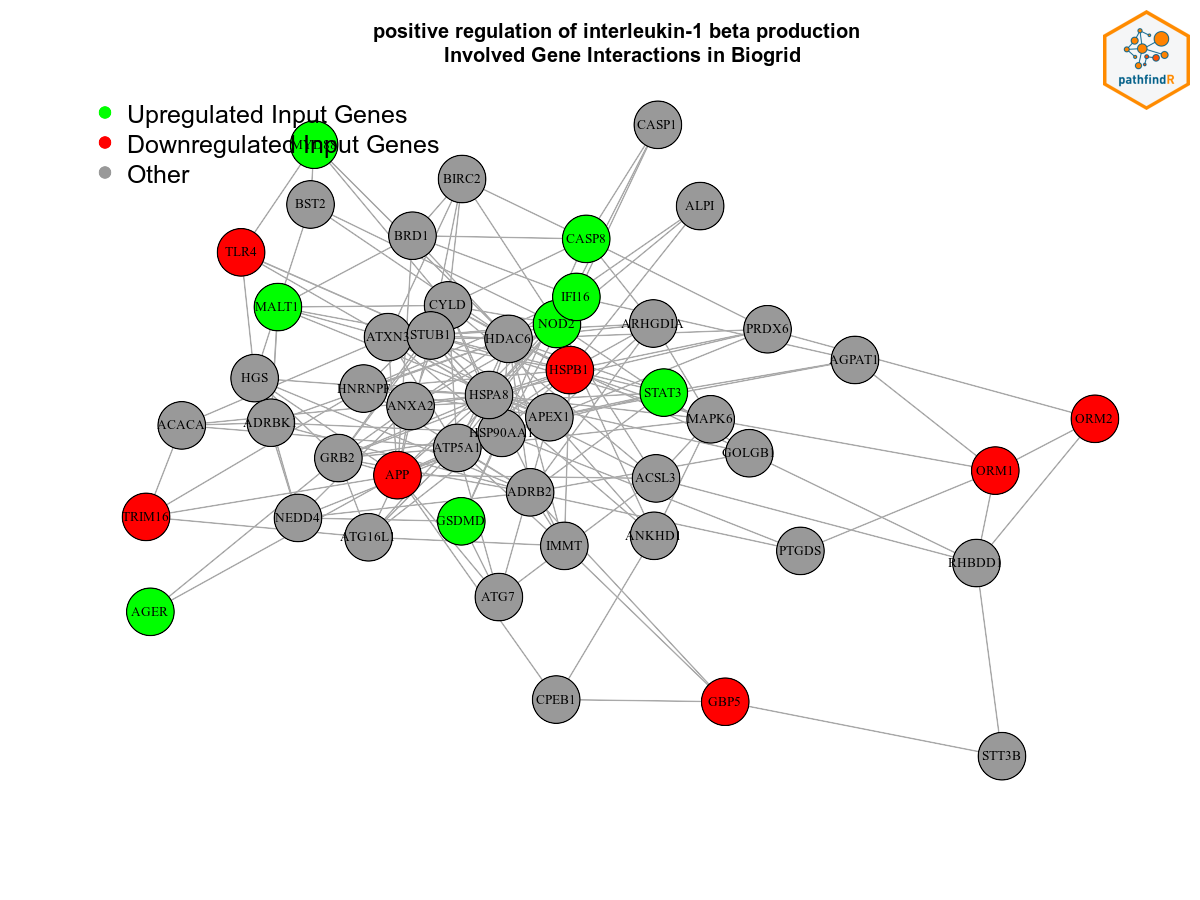 positive regulation of interleukin-1 beta production
Involved Gene Interactions in Biogrid
pathfindR
Upregulated Input Genes
Downregulated Input Genes
Other
CASP1
BIRC2
BST2
ALPI
BRD1
CASP8
TLR4
IFI16
MALT1
CYLD
NOD2
ARHGDIA
PRDX6
ATXN3
STUB1
HDAC6
AGPAT1
HSPB1
HGS
HNRNPF
STAT3
HSPA8
ANXA2
ACACA
ADRBK
APEX1
MAPK6
ORM2
HSP90AA1
ATP5A1
GOLGB1
GRB2
APP
ORM1
ACSL3
ADRB2
TRIM16
NEDD4
GSDMD
ATG16L
ANKHD1
IMMT
PTGDS
RHBDD1
ATG7
AGER
CPEB1
GBP5
STT3B